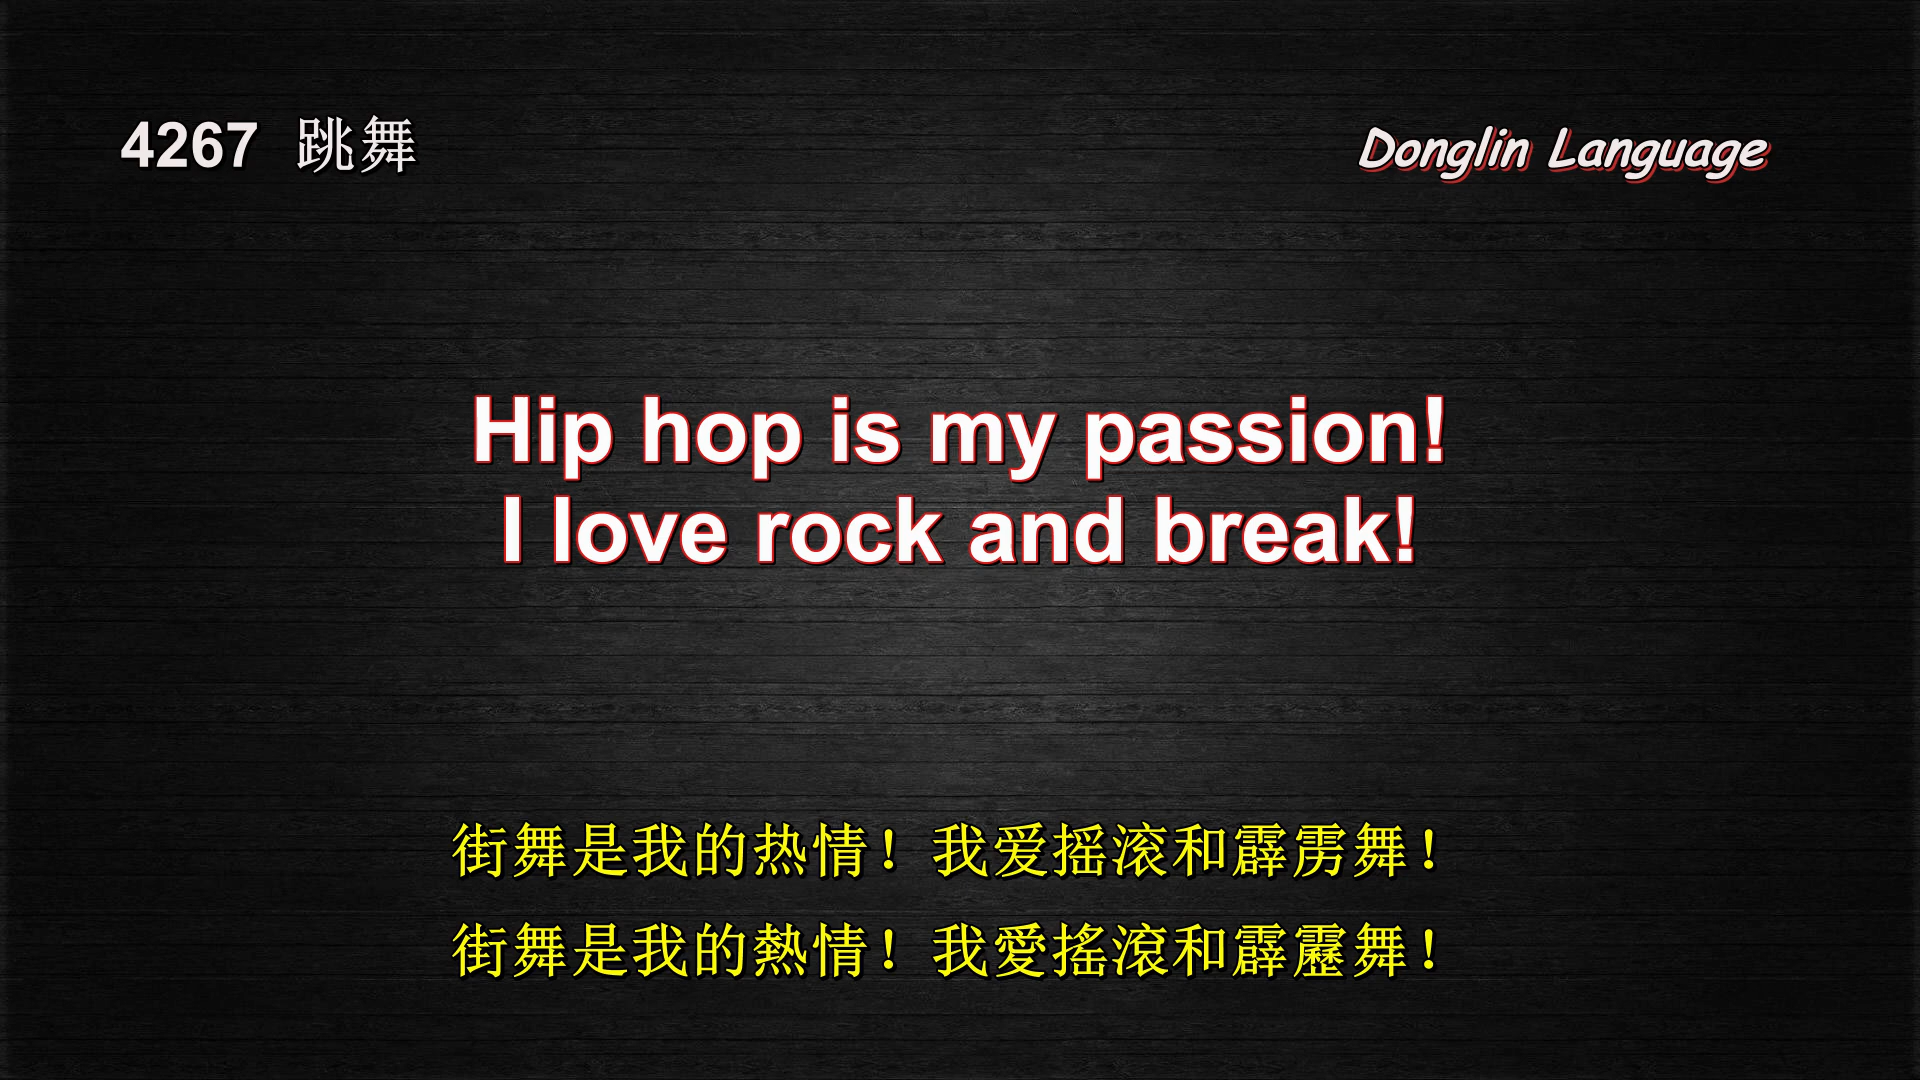 4267 跳舞
Donglin Language
Hip hop is my passion!
I love rock and break!
街舞是我的热情！我爱摇滚和霹雳舞！
街舞是我的熱情！我愛搖滾和霹靂舞！